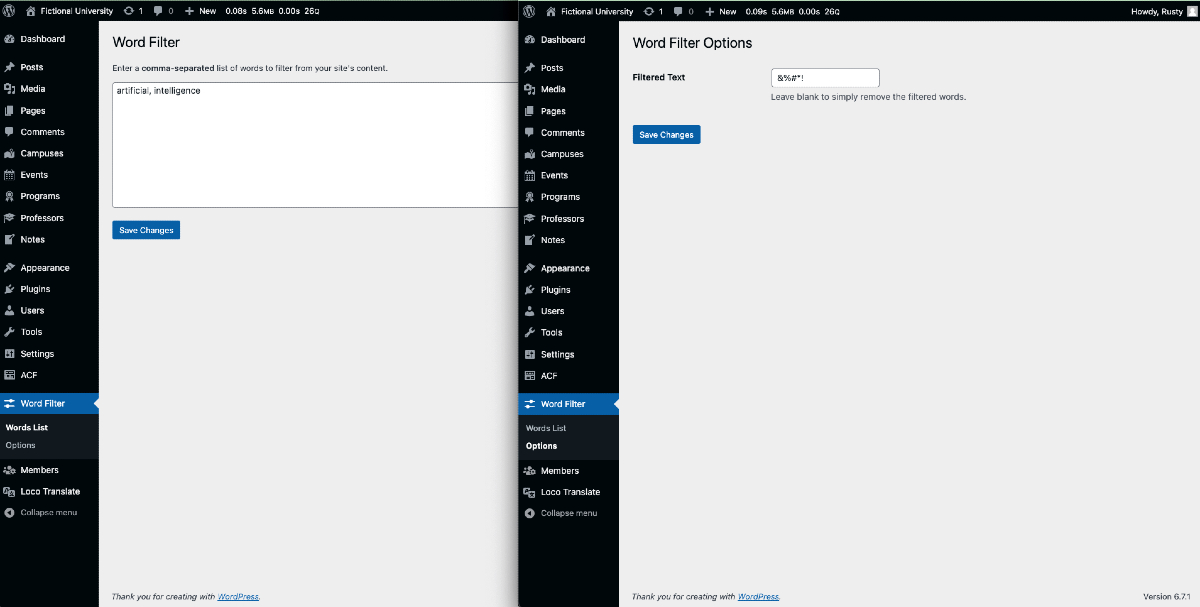 Fictional University 1 0 New 0.08s 5.6MB 0.00s 26Q
Dashboard
Posts
Media
Pages
Comments
Campuses
Events
Programs
Professors
Notes
Appearance
Plugins
Users
Tools
Settings
ACF
Word Filter
Words List
Options
Members
Loco Translate
Collapse menu
Word Filter
Enter a comma-separated list of words to filter from your site's content.
artificial, intelligence
Save Changes
Thank you for creating with WordPress.
Fictional University 1 0 New 0.09s 5.6MB 0.00s 26Q Howdy, Rusty
Dashboard
Posts
Media
Pages
Comments
Campuses
Events
Programs
Professors
Notes
Appearance
Plugins
Users
Tools
Settings
ACF
Word Filter
Words List
Options
Members
Loco Translate
Collapse menu
Word Filter Options
Filtered Text &%#*!
Leave blank to simply remove the filtered words.
Save Changes
Thank you for creating with WordPress. Version 6.7.1